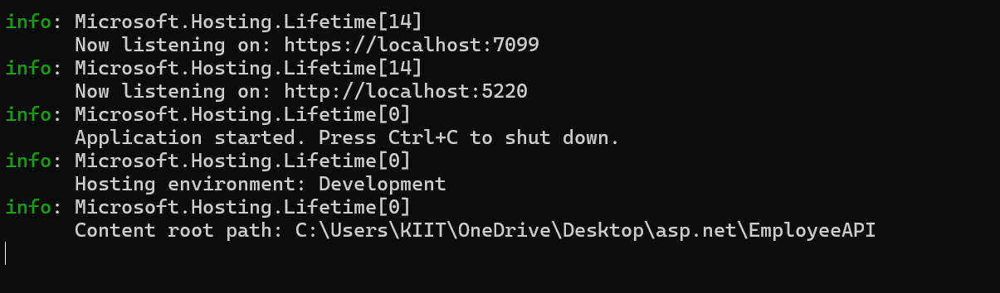 info: Microsoft.Hosting.Lifetime[14]
Now listening on: https://localhost:7099
info: Microsoft.Hosting.Lifetime[14]
Now listening on: http://localhost:5220
info: Microsoft.Hosting.Lifetime[0]
Application started. Press Ctrl+C to shut down.
info: Microsoft.Hosting.Lifetime[0]
Hosting environment: Development
info: Microsoft.Hosting.Lifetime[0]
Content root path: C:\Users\KIIT\OneDrive\Desktop\asp.net\EmployeeAPI